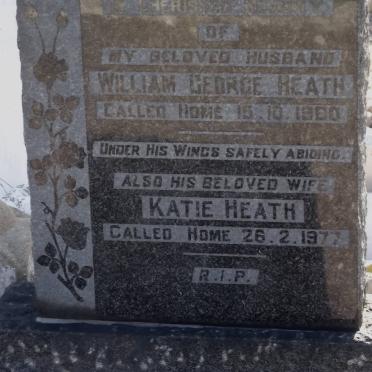 OF
MY BELOVED HUSBAND
WILLIAM GEORGE HEATH
CALLED HOME 15.10.1960
UNDER HIS WINGS SAFELY ABIDING.
ALSO HIS BELOVED WIFE
KATIE HEATH
CALLED HOME 26.2.1977
R.I.P.